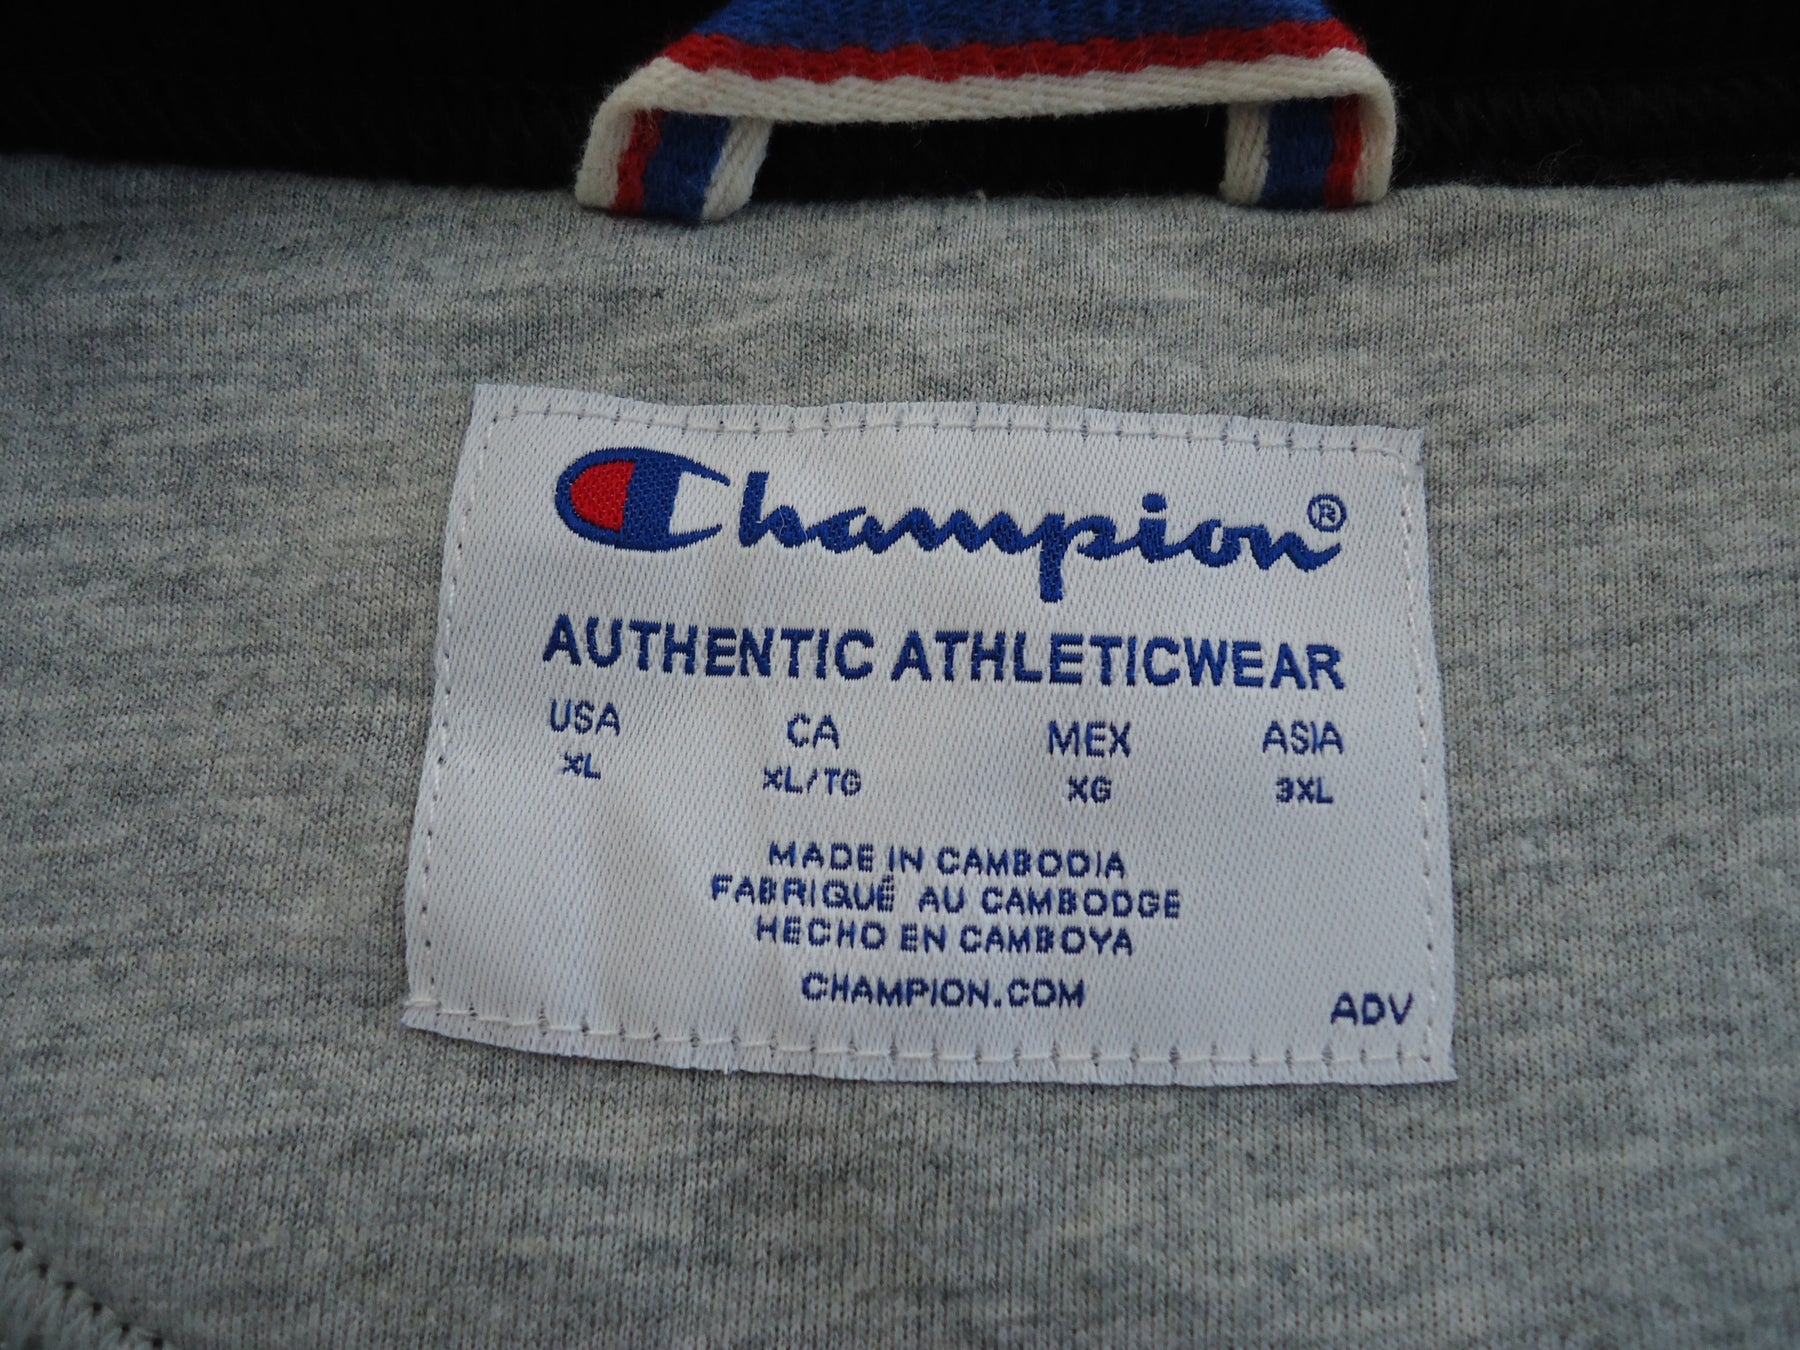 Champion®
AUTHENTIC ATHLETICWEAR
USA CA MEX ASIA
XL XL/TG XG 3XL
MADE IN CAMBODIA
FABRIQUÉ AU CAMBODGE
HECHO EN CAMBOYA
CHAMPION.COM
ADV